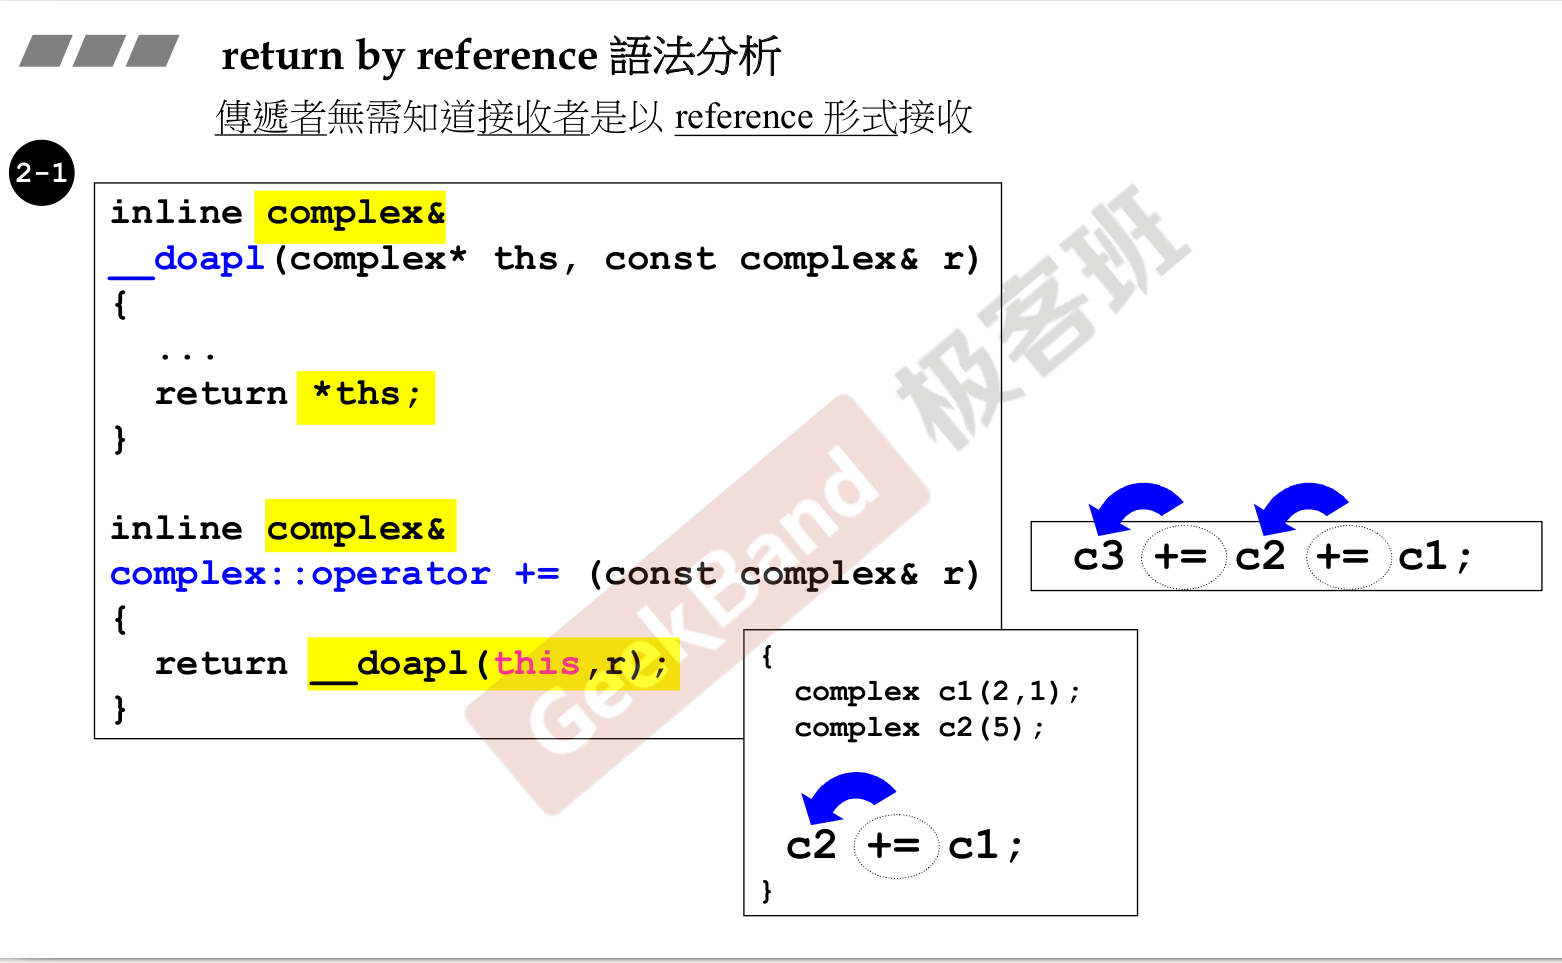 return by reference 語法分析
傳遞者無需知道接收者是以 reference 形式接收
2-1
inline complex&
__doapl(complex* ths, const complex& r)
{
...
return *ths;
}
inline complex&
complex::operator += (const complex& r)
{
return __doapl(this,r);
}
c3 += c2 += c1;
{
complex c1(2,1);
complex c2(5);
c2 += c1;
}
GeekBand
极客班